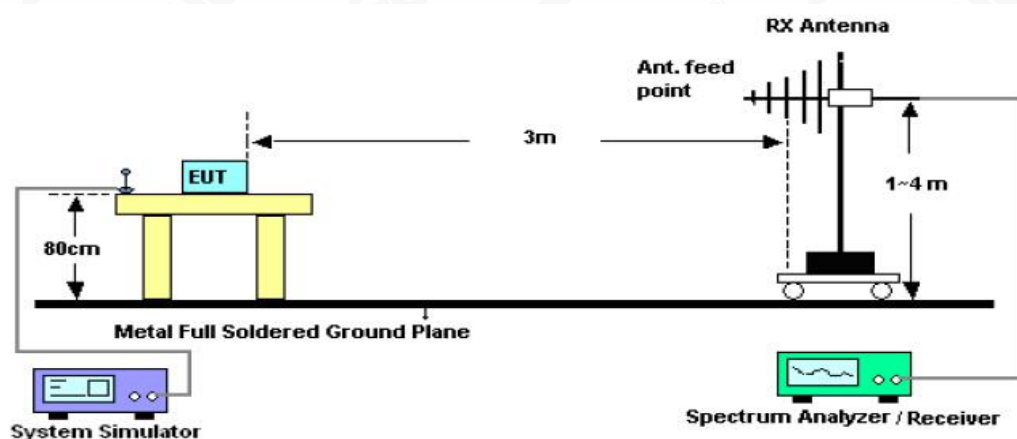 RX Antenna
Ant. feed
point
3m
EUT
1~4 m
80cm
Metal Full Soldered Ground Plane
System Simulator
Spectrum Analyzer / Receiver